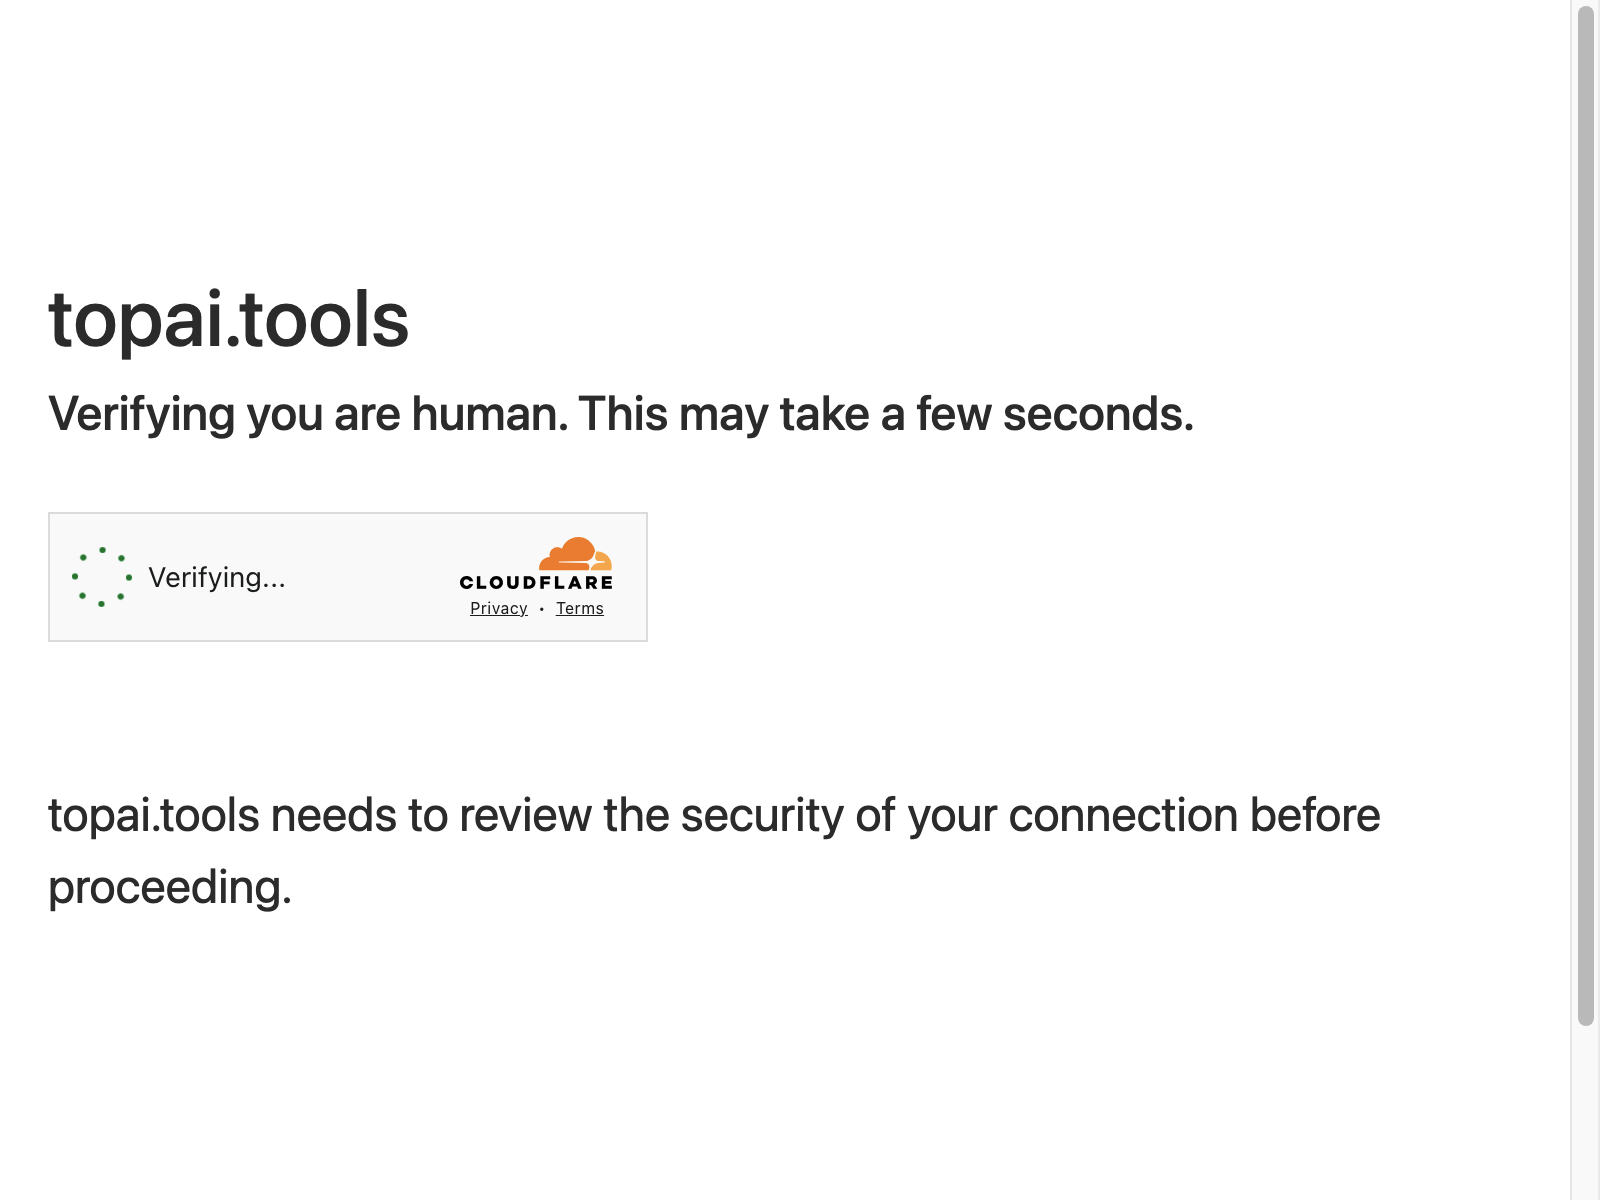 topai.tools
Verifying you are human. This may take a few seconds.
Verifying...
CLOUDFLARE
Privacy • Terms
topai.tools needs to review the security of your connection before
proceeding.